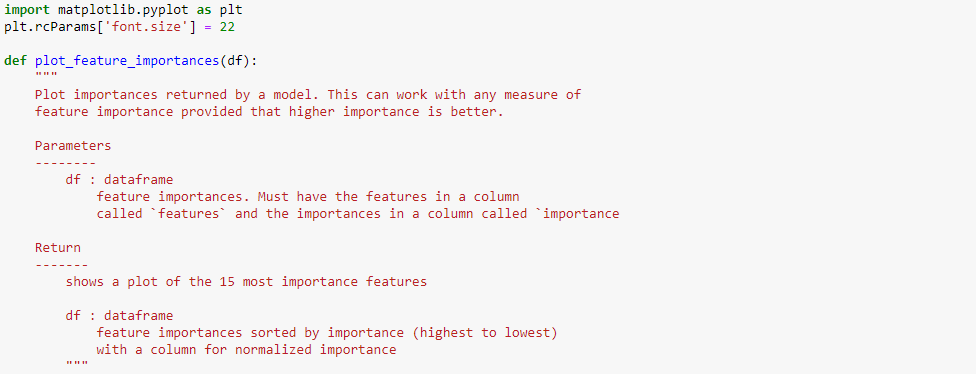 import matplotlib.pyplot as plt
plt.rcParams['font.size'] = 22

def plot_feature_importances(df):
    """
    Plot importances returned by a model. This can work with any measure of
    feature importance provided that higher importance is better.

    Parameters
    --------
        df : dataframe
            feature importances. Must have the features in a column
            called `features` and the importances in a column called `importance

    Return
    -------
        shows a plot of the 15 most importance features

        df : dataframe
            feature importances sorted by importance (highest to lowest)
            with a column for normalized importance
        """